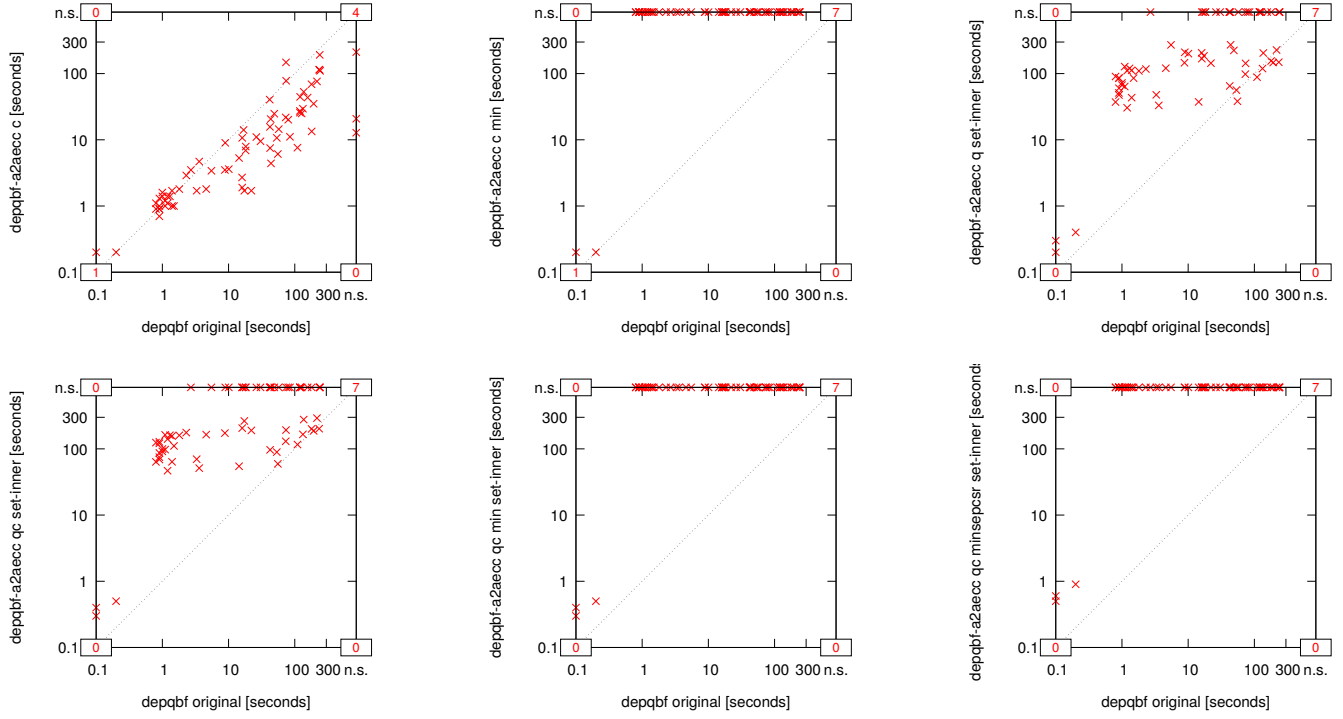 n.s. 0 4
300
100
10
1
0.1 1 0
0.1 1 10 100 300 n.s.
depqbf original [seconds]
depqbf-a2aecc c [seconds]
n.s. 0 7
300
100
10
1
0.1 1 0
0.1 1 10 100 300 n.s.
depqbf original [seconds]
depqbf-a2aecc c min [seconds]
n.s. 0 7
300
100
10
1
0.1 0 0
0.1 1 10 100 300 n.s.
depqbf original [seconds]
depqbf-a2aecc q set-inner [seconds]
n.s. 0 7
300
100
10
1
0.1 0 0
0.1 1 10 100 300 n.s.
depqbf original [seconds]
depqbf-a2aecc qc set-inner [seconds]
n.s. 0 7
300
100
10
1
0.1 0 0
0.1 1 10 100 300 n.s.
depqbf original [seconds]
depqbf-a2aecc qc min set-inner [seconds]
n.s. 0 7
300
100
10
1
0.1 0 0
0.1 1 10 100 300 n.s.
depqbf original [seconds]
depqbf-a2aecc qc minsepcsr set-inner [second